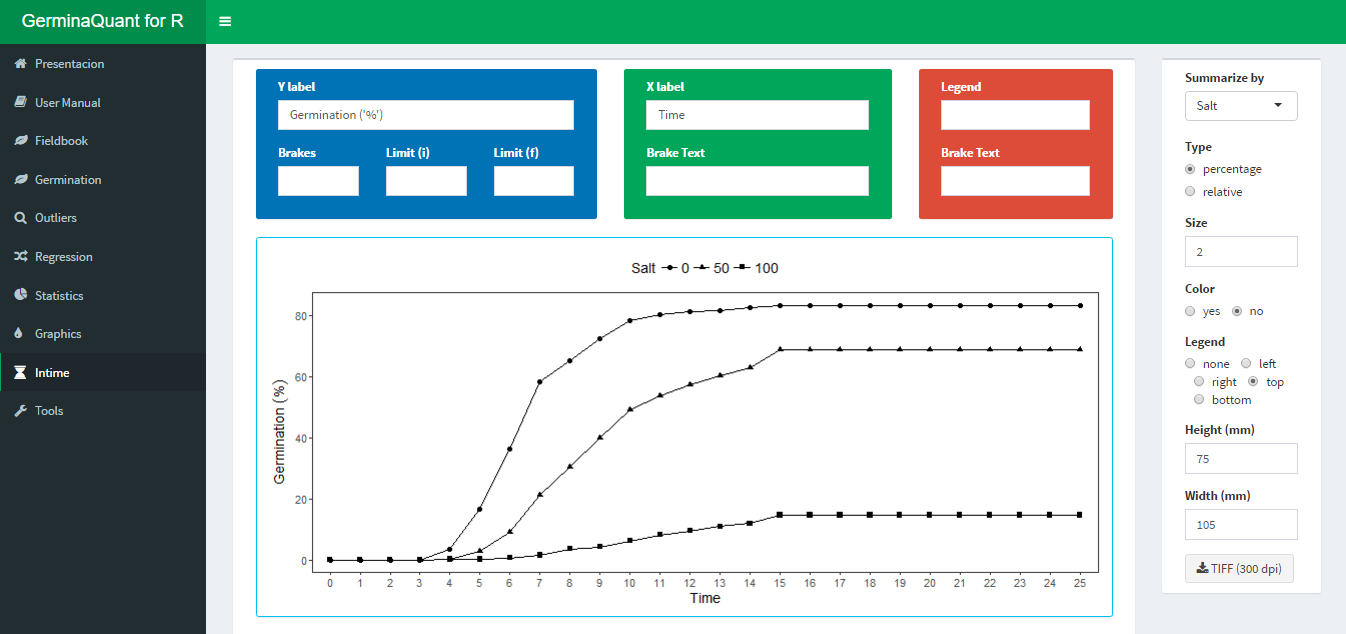 GerminaQuant for R
Presentacion
User Manual
Fieldbook
Germination
Outliers
Regression
Statistics
Graphics
Intime
Tools
Y label
Germination ('%')
Brakes Limit (i) Limit (f)
X label
Time
Brake Text
Legend
Brake Text
Salt 0 50 100
Germination (%)
80
60
40
20
0
0 1 2 3 4 5 6 7 8 9 10 11 12 13 14 15 16 17 18 19 20 21 22 23 24 25
Time
Summarize by
Salt
Type
percentage
relative
Size
2
Color
yes no
Legend
none left
right top
bottom
Height (mm)
75
Width (mm)
105
TIFF (300 dpi)